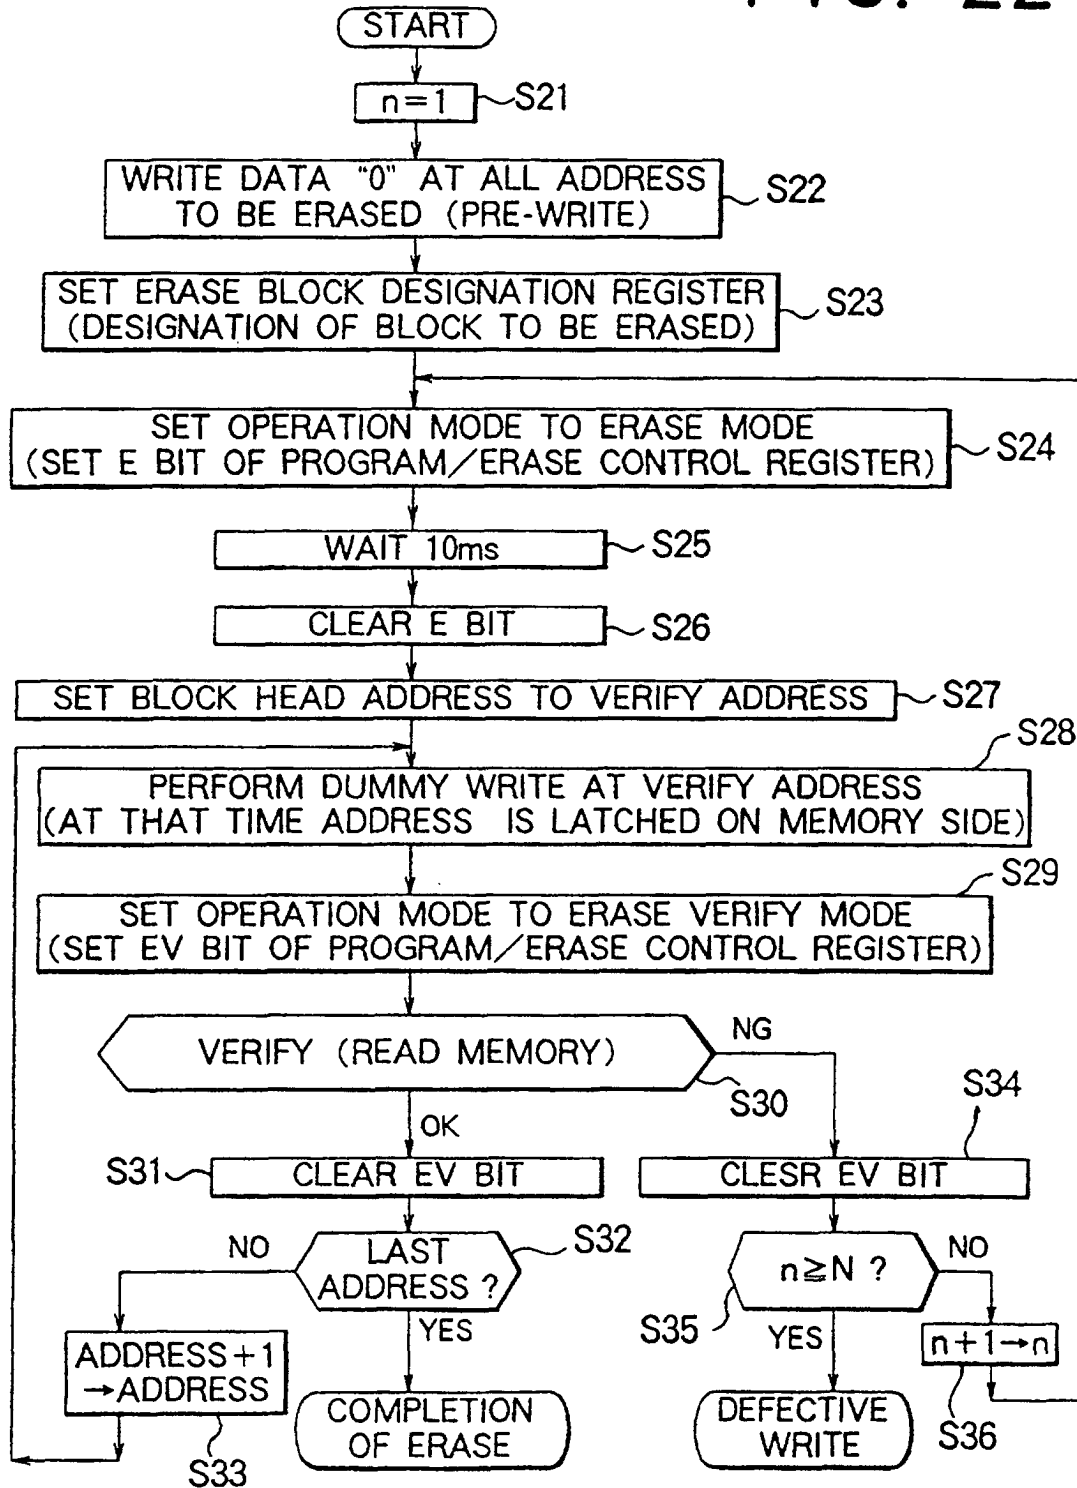 FIG. 22
START
n=1
S21
WRITE DATA "0" AT ALL ADDRESS
TO BE ERASED (PRE-WRITE)
S22
SET ERASE BLOCK DESIGNATION REGISTER
(DESIGNATION OF BLOCK TO BE ERASED)
S23
SET OPERATION MODE TO ERASE MODE
(SET E BIT OF PROGRAM/ERASE CONTROL REGISTER)
S24
WAIT 10ms
S25
CLEAR E BIT
S26
SET BLOCK HEAD ADDRESS TO VERIFY ADDRESS
S27
S28
PERFORM DUMMY WRITE AT VERIFY ADDRESS
(AT THAT TIME ADDRESS IS LATCHED ON MEMORY SIDE)
S29
SET OPERATION MODE TO ERASE VERIFY MODE
(SET EV BIT OF PROGRAM/ERASE CONTROL REGISTER)
VERIFY (READ MEMORY)
NG
S30
OK
S34
S31
CLEAR EV BIT
CLESR EV BIT
NO
LAST
ADDRESS ?
S32
n≧N ?
NO
S35
YES
YES
ADDRESS+1
→ADDRESS
n+1→n
COMPLETION
OF ERASE
DEFECTIVE
WRITE
S36
S33